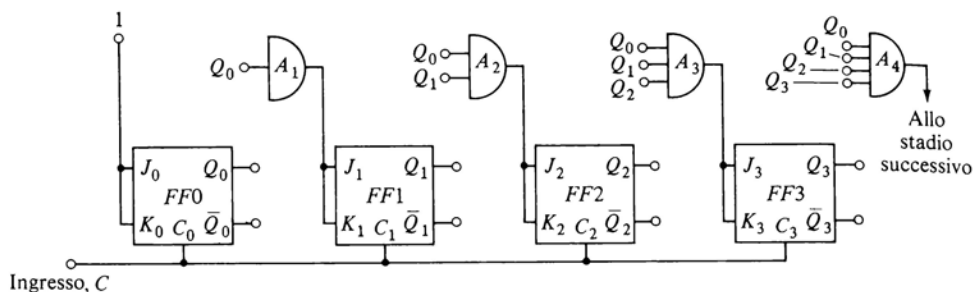 1
Q₀ A₁
Q₀ Q₁ A₂
Q₀ Q₁ Q₂ A₃
Q₀ Q₁ Q₂ Q₃ A₄
Allo
stadio
successivo
J₀ Q₀
FF0
K₀ C₀ Q̄₀
J₁ Q₁
FF1
K₁ C₁ Q̄₁
J₂ Q₂
FF2
K₂ C₂ Q̄₂
J₃ Q₃
FF3
K₃ C₃ Q̄₃
Ingresso, C